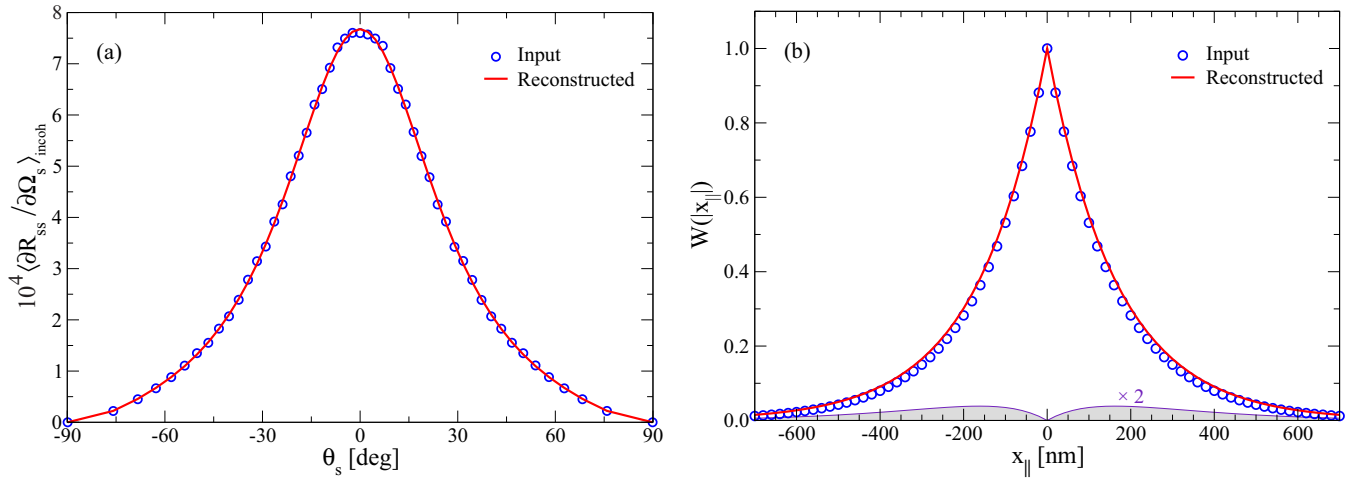 (a)
Input
Reconstructed
10⁴ ⟨∂R_ss /∂Ω_s⟩_incoh
8
7
6
5
4
3
2
1
0
-90 -60 -30 0 30 60 90
θ_s [deg]
(b)
Input
Reconstructed
W(|x_∥|)
1.0
0.8
0.6
0.4
0.2
0.0
× 2
-600 -400 -200 0 200 400 600
x_∥ [nm]